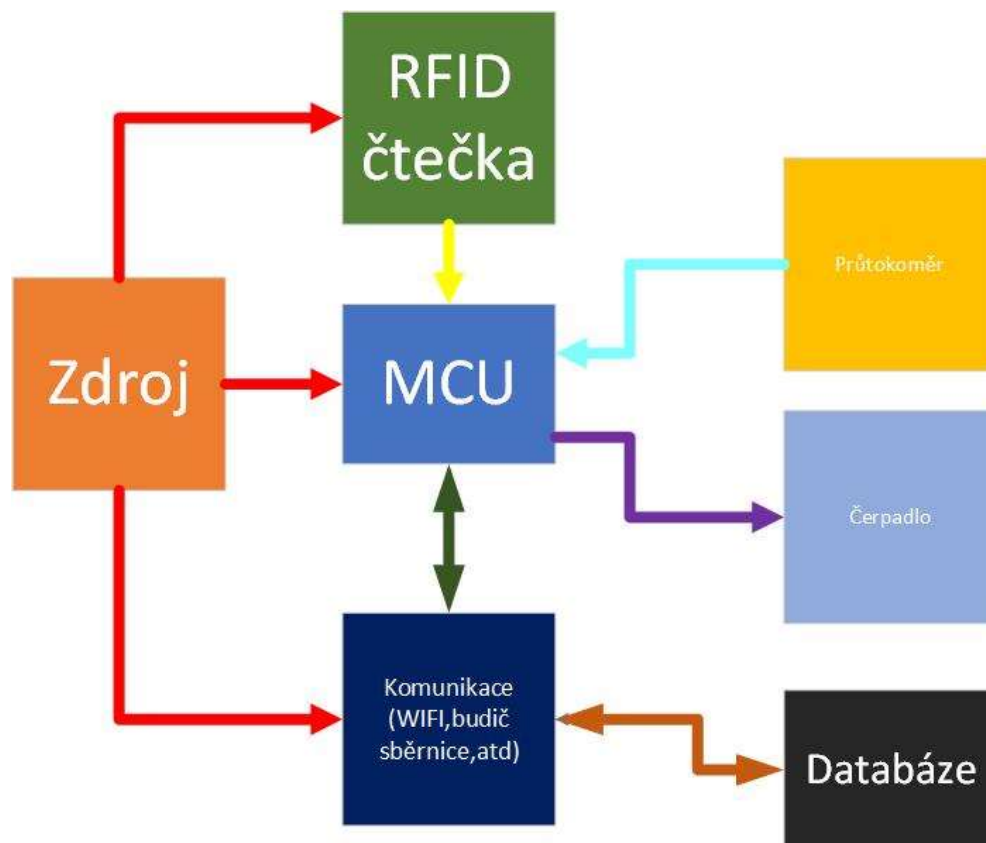 RFID
čtečka
Průtokoměr
Zdroj
MCU
Čerpadlo
Komunikace
(WIFI,budič
sběrnice,atd)
Databáze